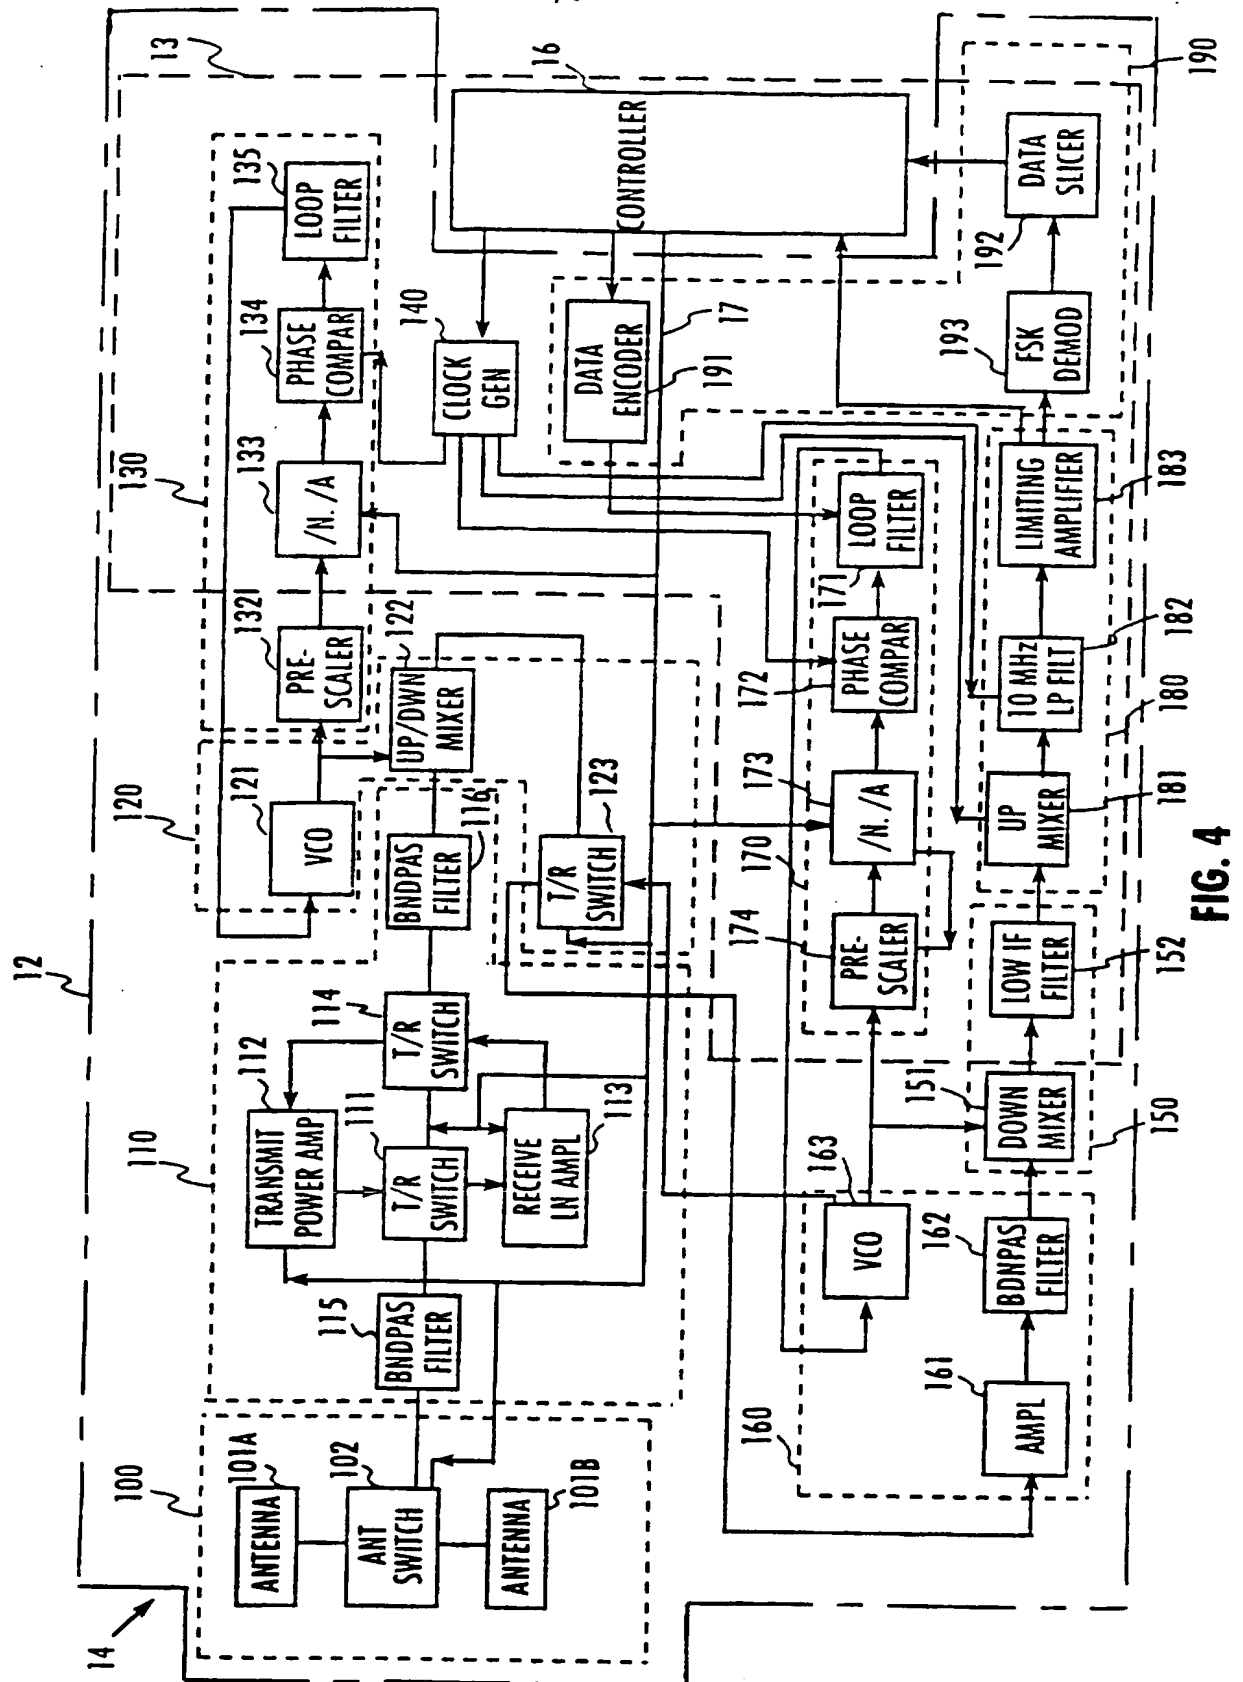 14
12
100
101A
ANTENNA
102
ANT
SWITCH
101B
ANTENNA
110
112
TRANSMIT
POWER AMP
111
T/R
SWITCH
114
T/R
SWITCH
113
RECEIVE
LN AMPL
115
BNDPAS
FILTER
116
BNDPAS
FILTER
120
121
VCO
122
UP/DWN
MIXER
123
T/R
SWITCH
130
132
PRE-
SCALER
133
/N. /A
134
PHASE
COMPAR
135
LOOP
FILTER
13
140
CLOCK
GEN
16
CONTROLLER
17
DATA
ENCODER
191
160
161
AMPL
162
BDNPAS
FILTER
163
VCO
170
174
PRE-
SCALER
173
/N. /A
172
PHASE
COMPAR
171
LOOP
FILTER
150
151
DOWN
MIXER
152
LOW IF
FILTER
180
181
UP
MIXER
182
10 MHz
LP FILT
183
LIMITING
AMPLIFIER
193
FSK
DEMOD
192
DATA
SLICER
190
FIG. 4